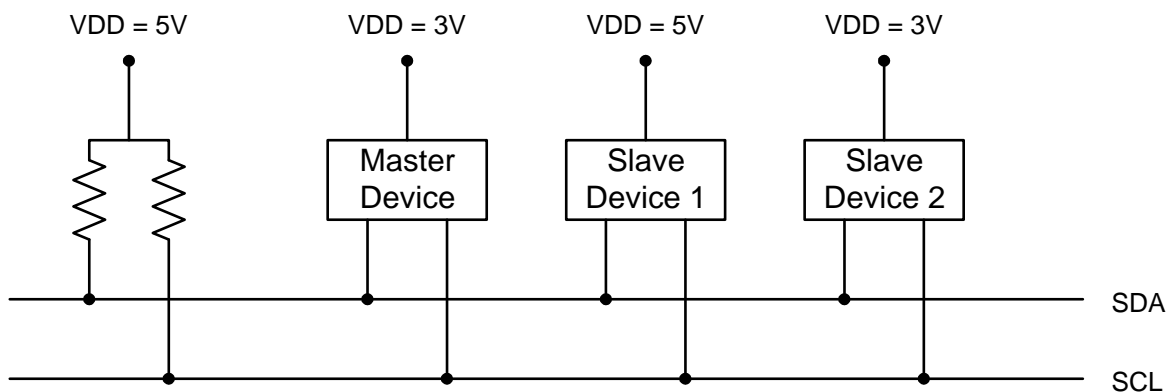 VDD = 5V
VDD = 3V
VDD = 5V
VDD = 3V
Master
Device
Slave
Device 1
Slave
Device 2
SDA
SCL